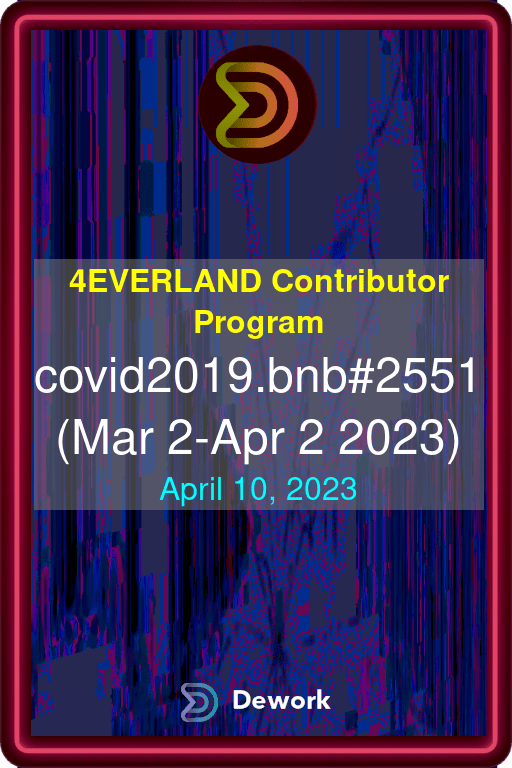 4EVERLAND Contributor
Program
covid2019.bnb#2551
(Mar 2-Apr 2 2023)
April 10, 2023
Dework